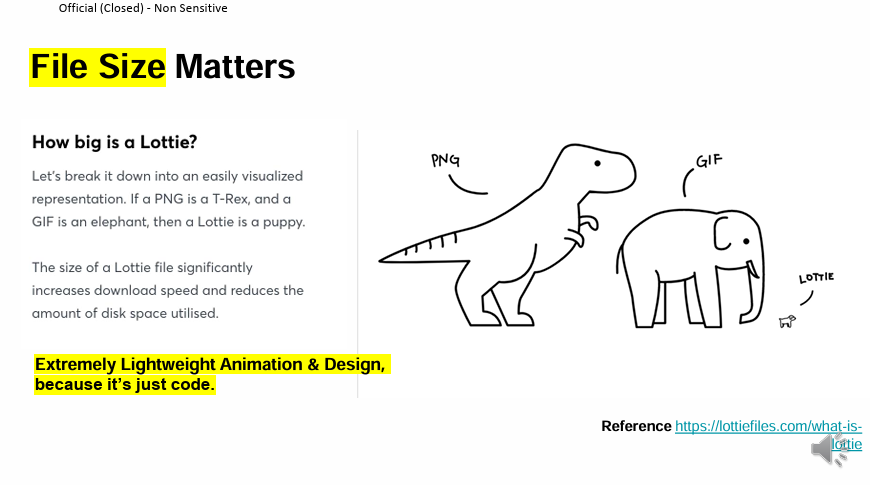 Official (Closed) - Non Sensitive
File Size Matters
How big is a Lottie?
Let's break it down into an easily visualized
representation. If a PNG is a T-Rex, and a
GIF is an elephant, then a Lottie is a puppy.
The size of a Lottie file significantly
increases download speed and reduces the
amount of disk space utilised.
Extremely Lightweight Animation & Design,
because it's just code.
PNG
GIF
LOTTIE
Reference https://lottiefiles.com/what-is-
lottie